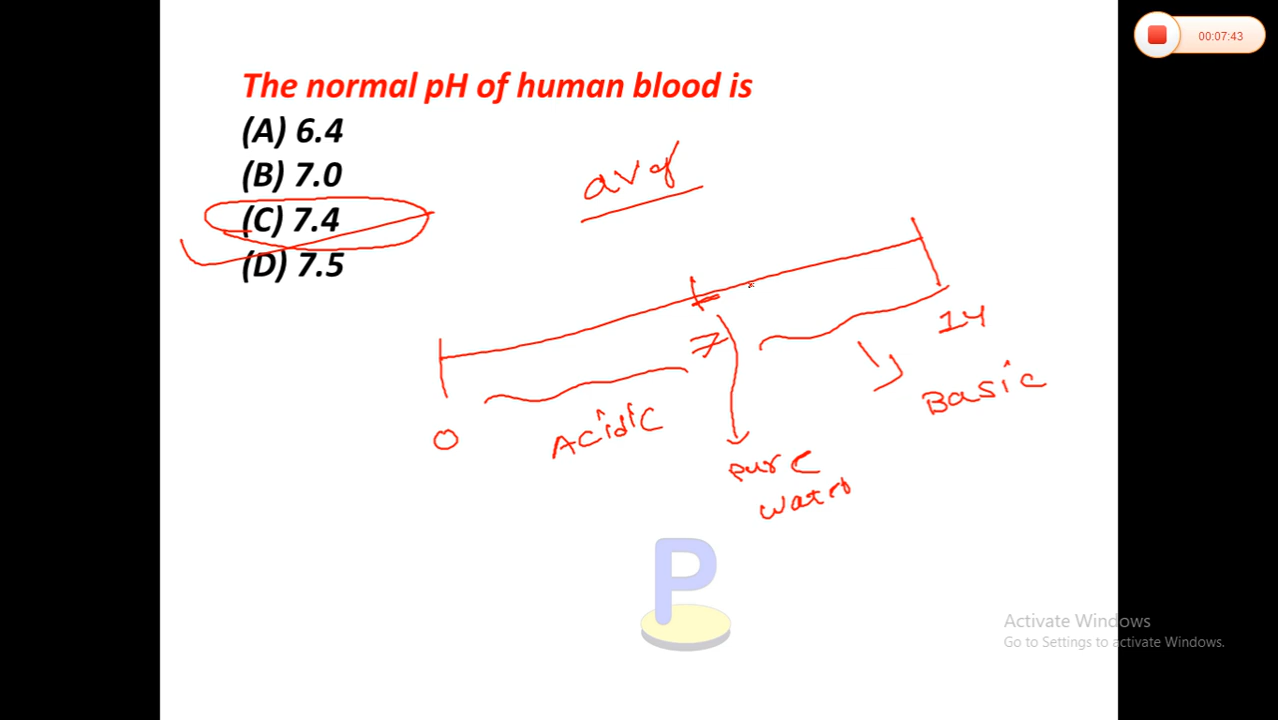 00:07:43
The normal pH of human blood is
(A) 6.4
(B) 7.0
(C) 7.4
(D) 7.5
avg
7
14
Basic
0
Acidic
pure
water
P
Activate Windows
Go to Settings to activate Windows.